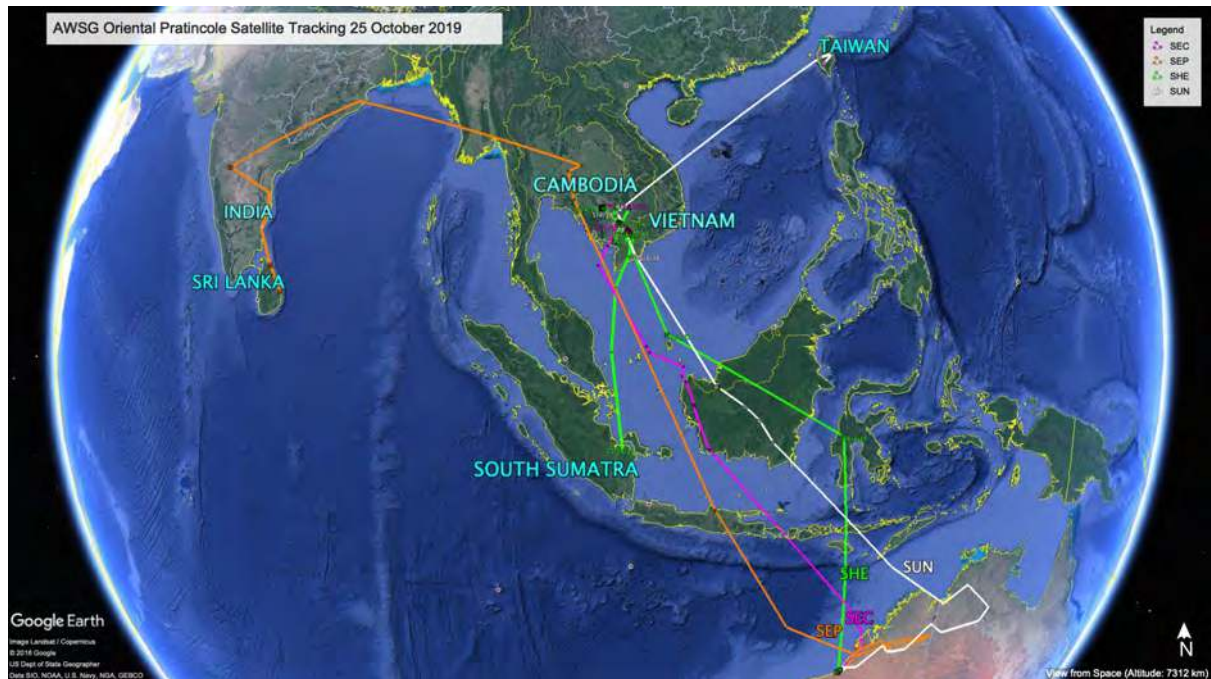 AWSG Oriental Pratincole Satellite Tracking 25 October 2019
Legend
SEC
SEP
SHE
SUN
TAIWAN
CAMBODIA
VIETNAM
INDIA
SRI LANKA
SOUTH SUMATRA
SHE
SUN
SEC
SEP
Google Earth
Image Landsat / Copernicus
© 2018 Google
US Dept of State Geographer
Data SIO, NOAA, U.S. Navy, NGA, GEBCO
N
View from Space (Altitude: 7312 km)